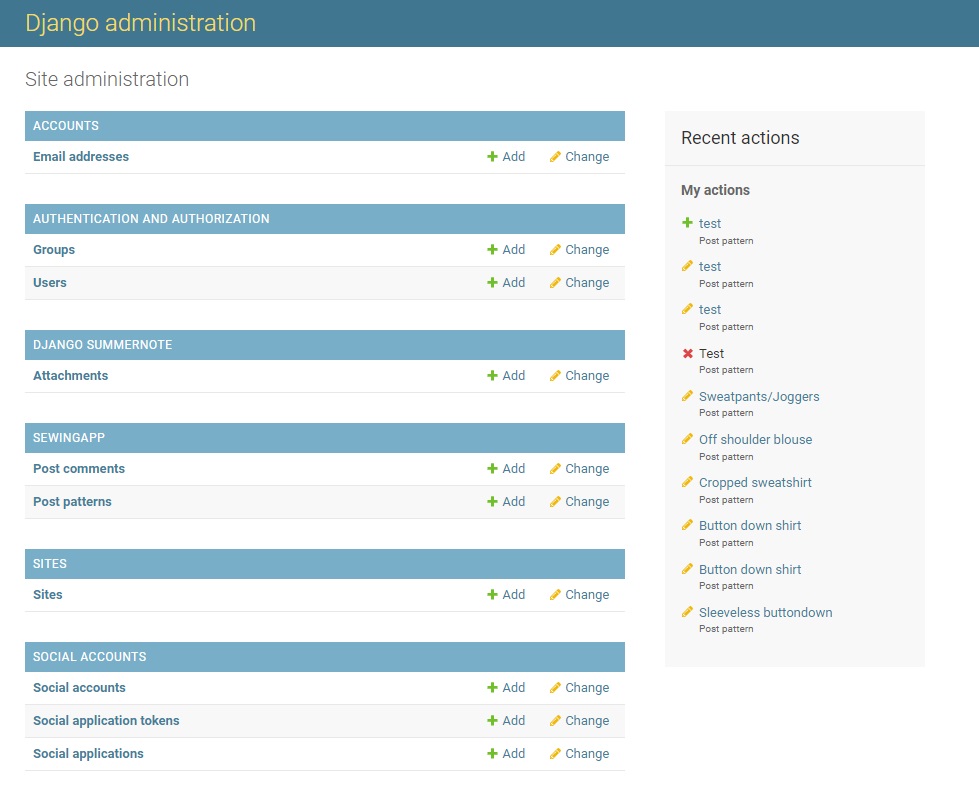 Django administration
Site administration
ACCOUNTS
Email addresses Add Change
AUTHENTICATION AND AUTHORIZATION
Groups Add Change
Users Add Change
DJANGO SUMMERNOTE
Attachments Add Change
SEWINGAPP
Post comments Add Change
Post patterns Add Change
SITES
Sites Add Change
SOCIAL ACCOUNTS
Social accounts Add Change
Social application tokens Add Change
Social applications Add Change
Recent actions
My actions
test
Post pattern
test
Post pattern
test
Post pattern
Test
Post pattern
Sweatpants/Joggers
Post pattern
Off shoulder blouse
Post pattern
Cropped sweatshirt
Post pattern
Button down shirt
Post pattern
Button down shirt
Post pattern
Sleeveless buttondown
Post pattern